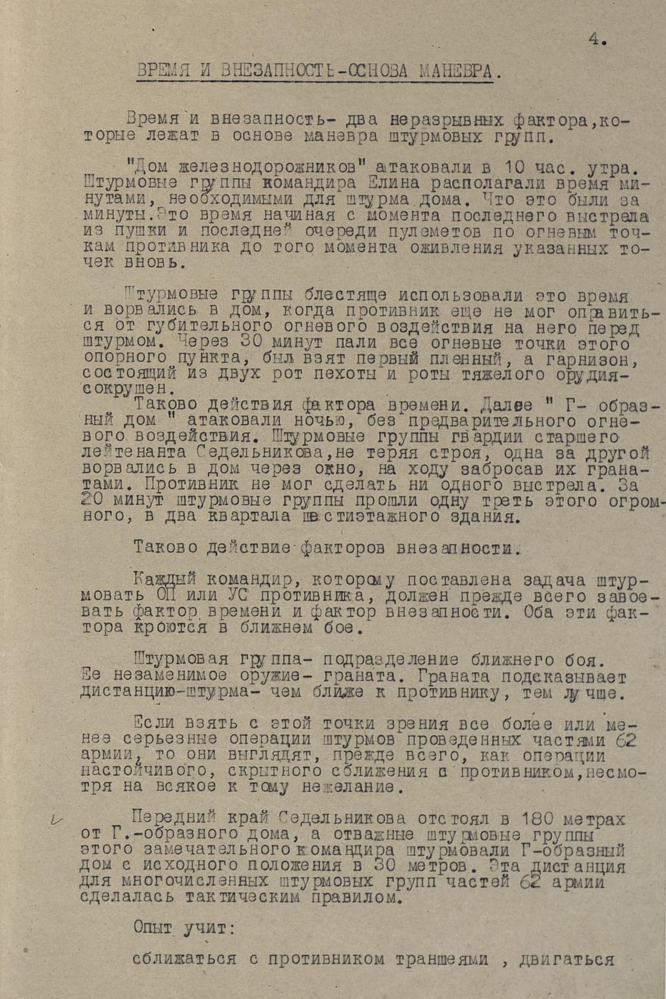 4.
ВРЕМЯ И ВНЕЗАПНОСТЬ-ОСНОВА МАНЕВРА.
Время и внезапность- два неразрывных фактора,ко-
торые лежат в основе маневра штурмовых групп.
"Дом железнодорожников" атаковали в 10 час. утра.
Штурмовые группы командира Елина располагали время ми-
нутами, необходимыми для штурма дома. Что это были за
минуты.Это время начиная с момента последнего выстрела
из пушки и последней очереди пулеметов по огневым точ-
кам противника до того момента оживления указанных то-
чек вновь.
Штурмовые группы блестяще использовали это время
и ворвались в дом, когда противник еще не мог оправить-
ся от губительного огневого воздействия на него перед
штурмом. Через 30 минут пали все огневые точки этого
опорного пункта, был взят первый пленный, а гарнизон,
состоящий из двух рот пехоты и роты тяжелого орудия-
сокрушен.
Таково действия фактора времени. Далее " Г- образ-
ный дом " атаковали ночью, без предварительного огне-
вого воздействия. Штурмовые группы гвардии старшего
лейтенанта Седельникова,не теряя строя, одна за другой
ворвались в дом через окно, на ходу забросав их грана-
тами. Противник не мог сделать ни одного выстрела. За
20 минут штурмовые группы прошли одну треть этого огром-
ного, в два квартала шестиэтажного здания.
Таково действие факторов внезапности.
Каждый командир, которому поставлена задача штур-
мовать ОП или УС противника, должен прежде всего завое-
вать фактор времени и фактор внезапности. Оба эти фак-
тора кроются в ближнем бое.
Штурмовая группа- подразделение ближнего боя.
Ее незаменимое оружие- граната. Граната подсказывает
дистанцию-штурма- чем ближе к противнику, тем лучше.
Если взять с этой точки зрения все более или ме-
нее серьезные операции штурмов проведенных частями 62
армии, то они выглядят, прежде всего, как операции
настойчивого, скрытного сближения с противником,несмо-
тря на всякое к тому нежелание.
Передний край Седельникова отстоял в 180 метрах
от Г.-образного дома, а отважные штурмовые группы
этого замечательного командира штурмовали Г-образный
дом с исходного положения в 30 метров. Эта дистанция
для многочисленных штурмовых групп частей 62 армии
сделалась тактическим правилом.
Опыт учит:
сближаться с противником траншеями , двигаться